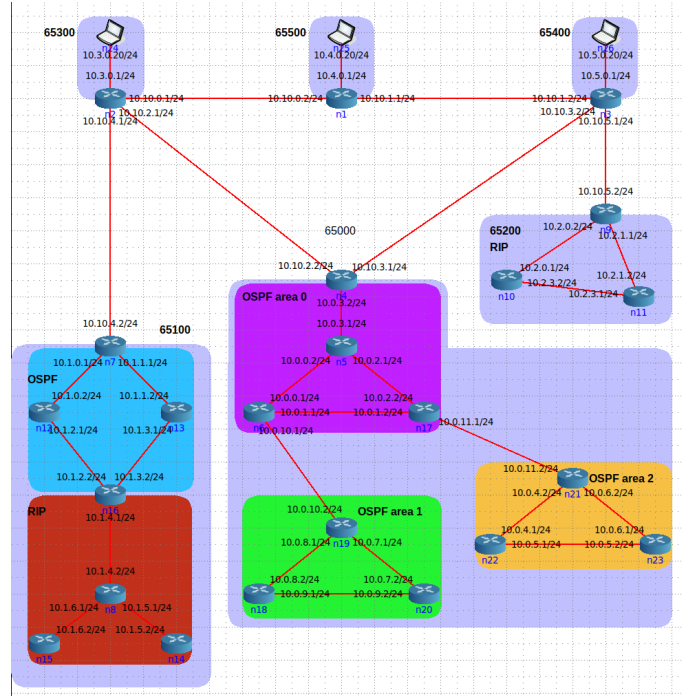 65300
65500
65400
n24
n25
n26
10.3.0.20/24
10.4.0.20/24
10.5.0.20/24
10.3.0.1/24
10.4.0.1/24
10.5.0.1/24
10.10.0.1/24
10.10.0.2/24
10.10.1.1/24
10.10.1.2/24
n2
10.10.2.1/24
n1
10.10.3.2/24
n3
10.10.4.1/24
10.10.5.1/24
10.10.5.2/24
n9
65000
65200
10.2.0.2/24
10.2.1.1/24
RIP
10.10.2.2/24
10.10.3.1/24
10.2.0.1/24
10.2.1.2/24
n4
n10
10.2.3.2/24
10.2.3.1/24
n11
OSPF area 0
10.0.3.2/24
10.0.3.1/24
10.10.4.2/24
65100
n7
n5
10.1.0.1/24
10.1.1.1/24
10.0.0.2/24
10.0.2.1/24
OSPF
10.1.0.2/24
10.1.1.2/24
10.0.0.1/24
10.0.2.2/24
10.0.1.1/24
10.0.1.2/24
n12
n13
n6
n17
10.0.11.1/24
10.1.2.1/24
10.1.3.1/24
10.0.10.1/24
10.0.11.2/24
10.1.2.2/24
10.1.3.2/24
n21
OSPF area 2
n16
10.0.4.2/24
10.0.6.2/24
RIP
10.0.10.2/24
OSPF area 1
10.1.4.1/24
10.0.4.1/24
10.0.6.1/24
n19
10.0.8.1/24
10.0.7.1/24
10.0.5.1/24
10.0.5.2/24
n22
n23
10.1.4.2/24
10.0.8.2/24
10.0.7.2/24
n8
n18
10.0.9.1/24
10.0.9.2/24
n20
10.1.6.1/24
10.1.5.1/24
10.1.6.2/24
10.1.5.2/24
n15
n14